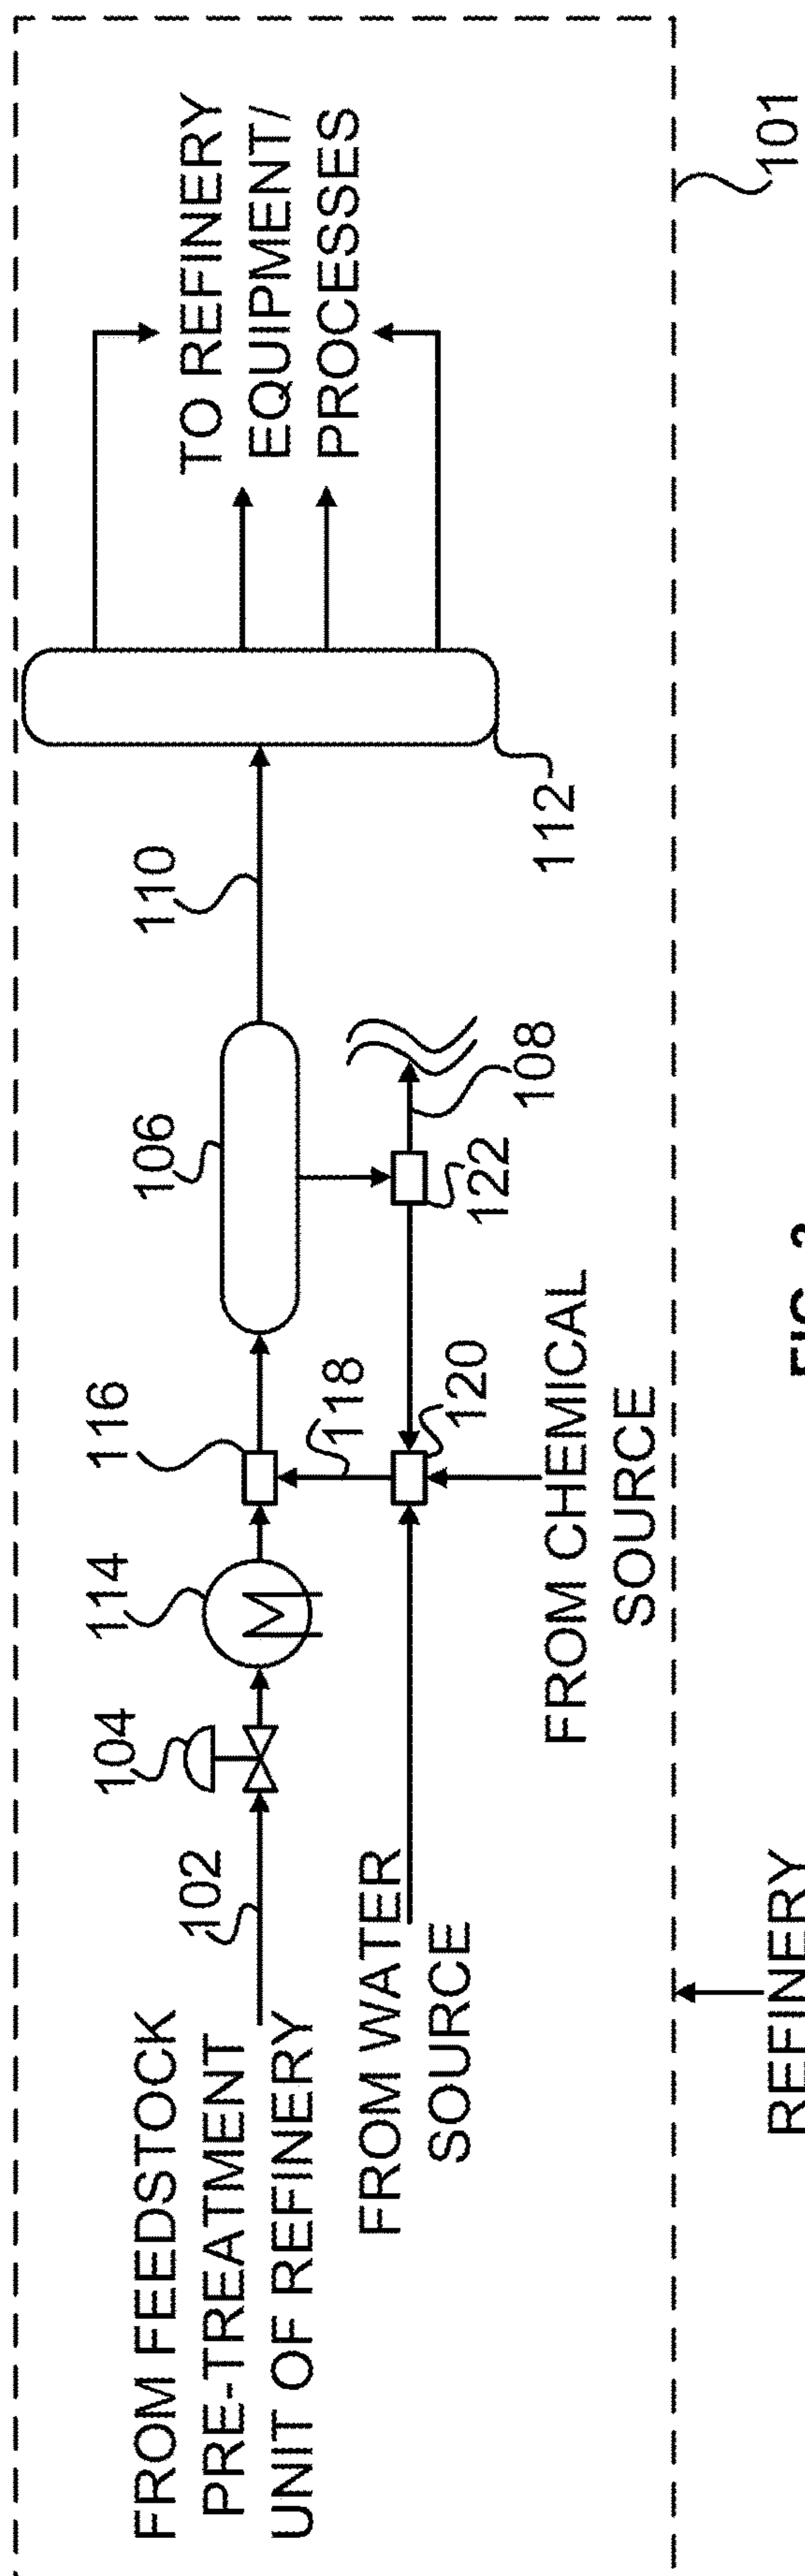 FROM FEEDSTOCK
PRE-TREATMENT
UNIT OF REFINERY
102
104
114
116
106
110
TO REFINERY
EQUIPMENT/
PROCESSES
FROM WATER
SOURCE
118
120
122
108
112
FROM CHEMICAL
SOURCE
101
REFINERY